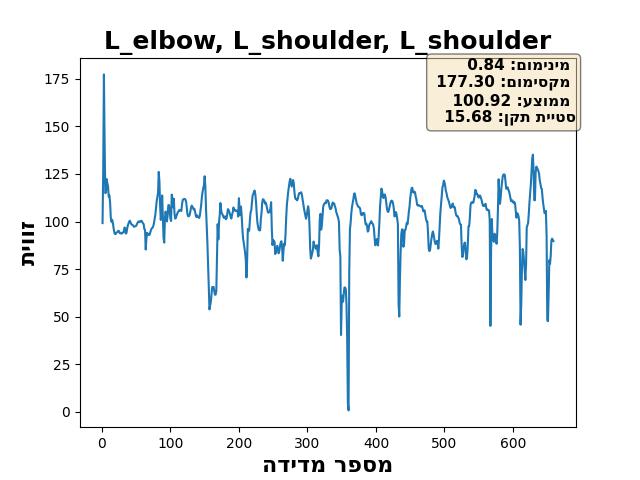 L_elbow, L_shoulder, L_shoulder
מינימום: 0.84
מקסימום: 177.30
ממוצע: 100.92
סטיית תקן: 15.68
175
150
125
100
75
50
25
0
זווית
0 100 200 300 400 500 600
מספר מדידה